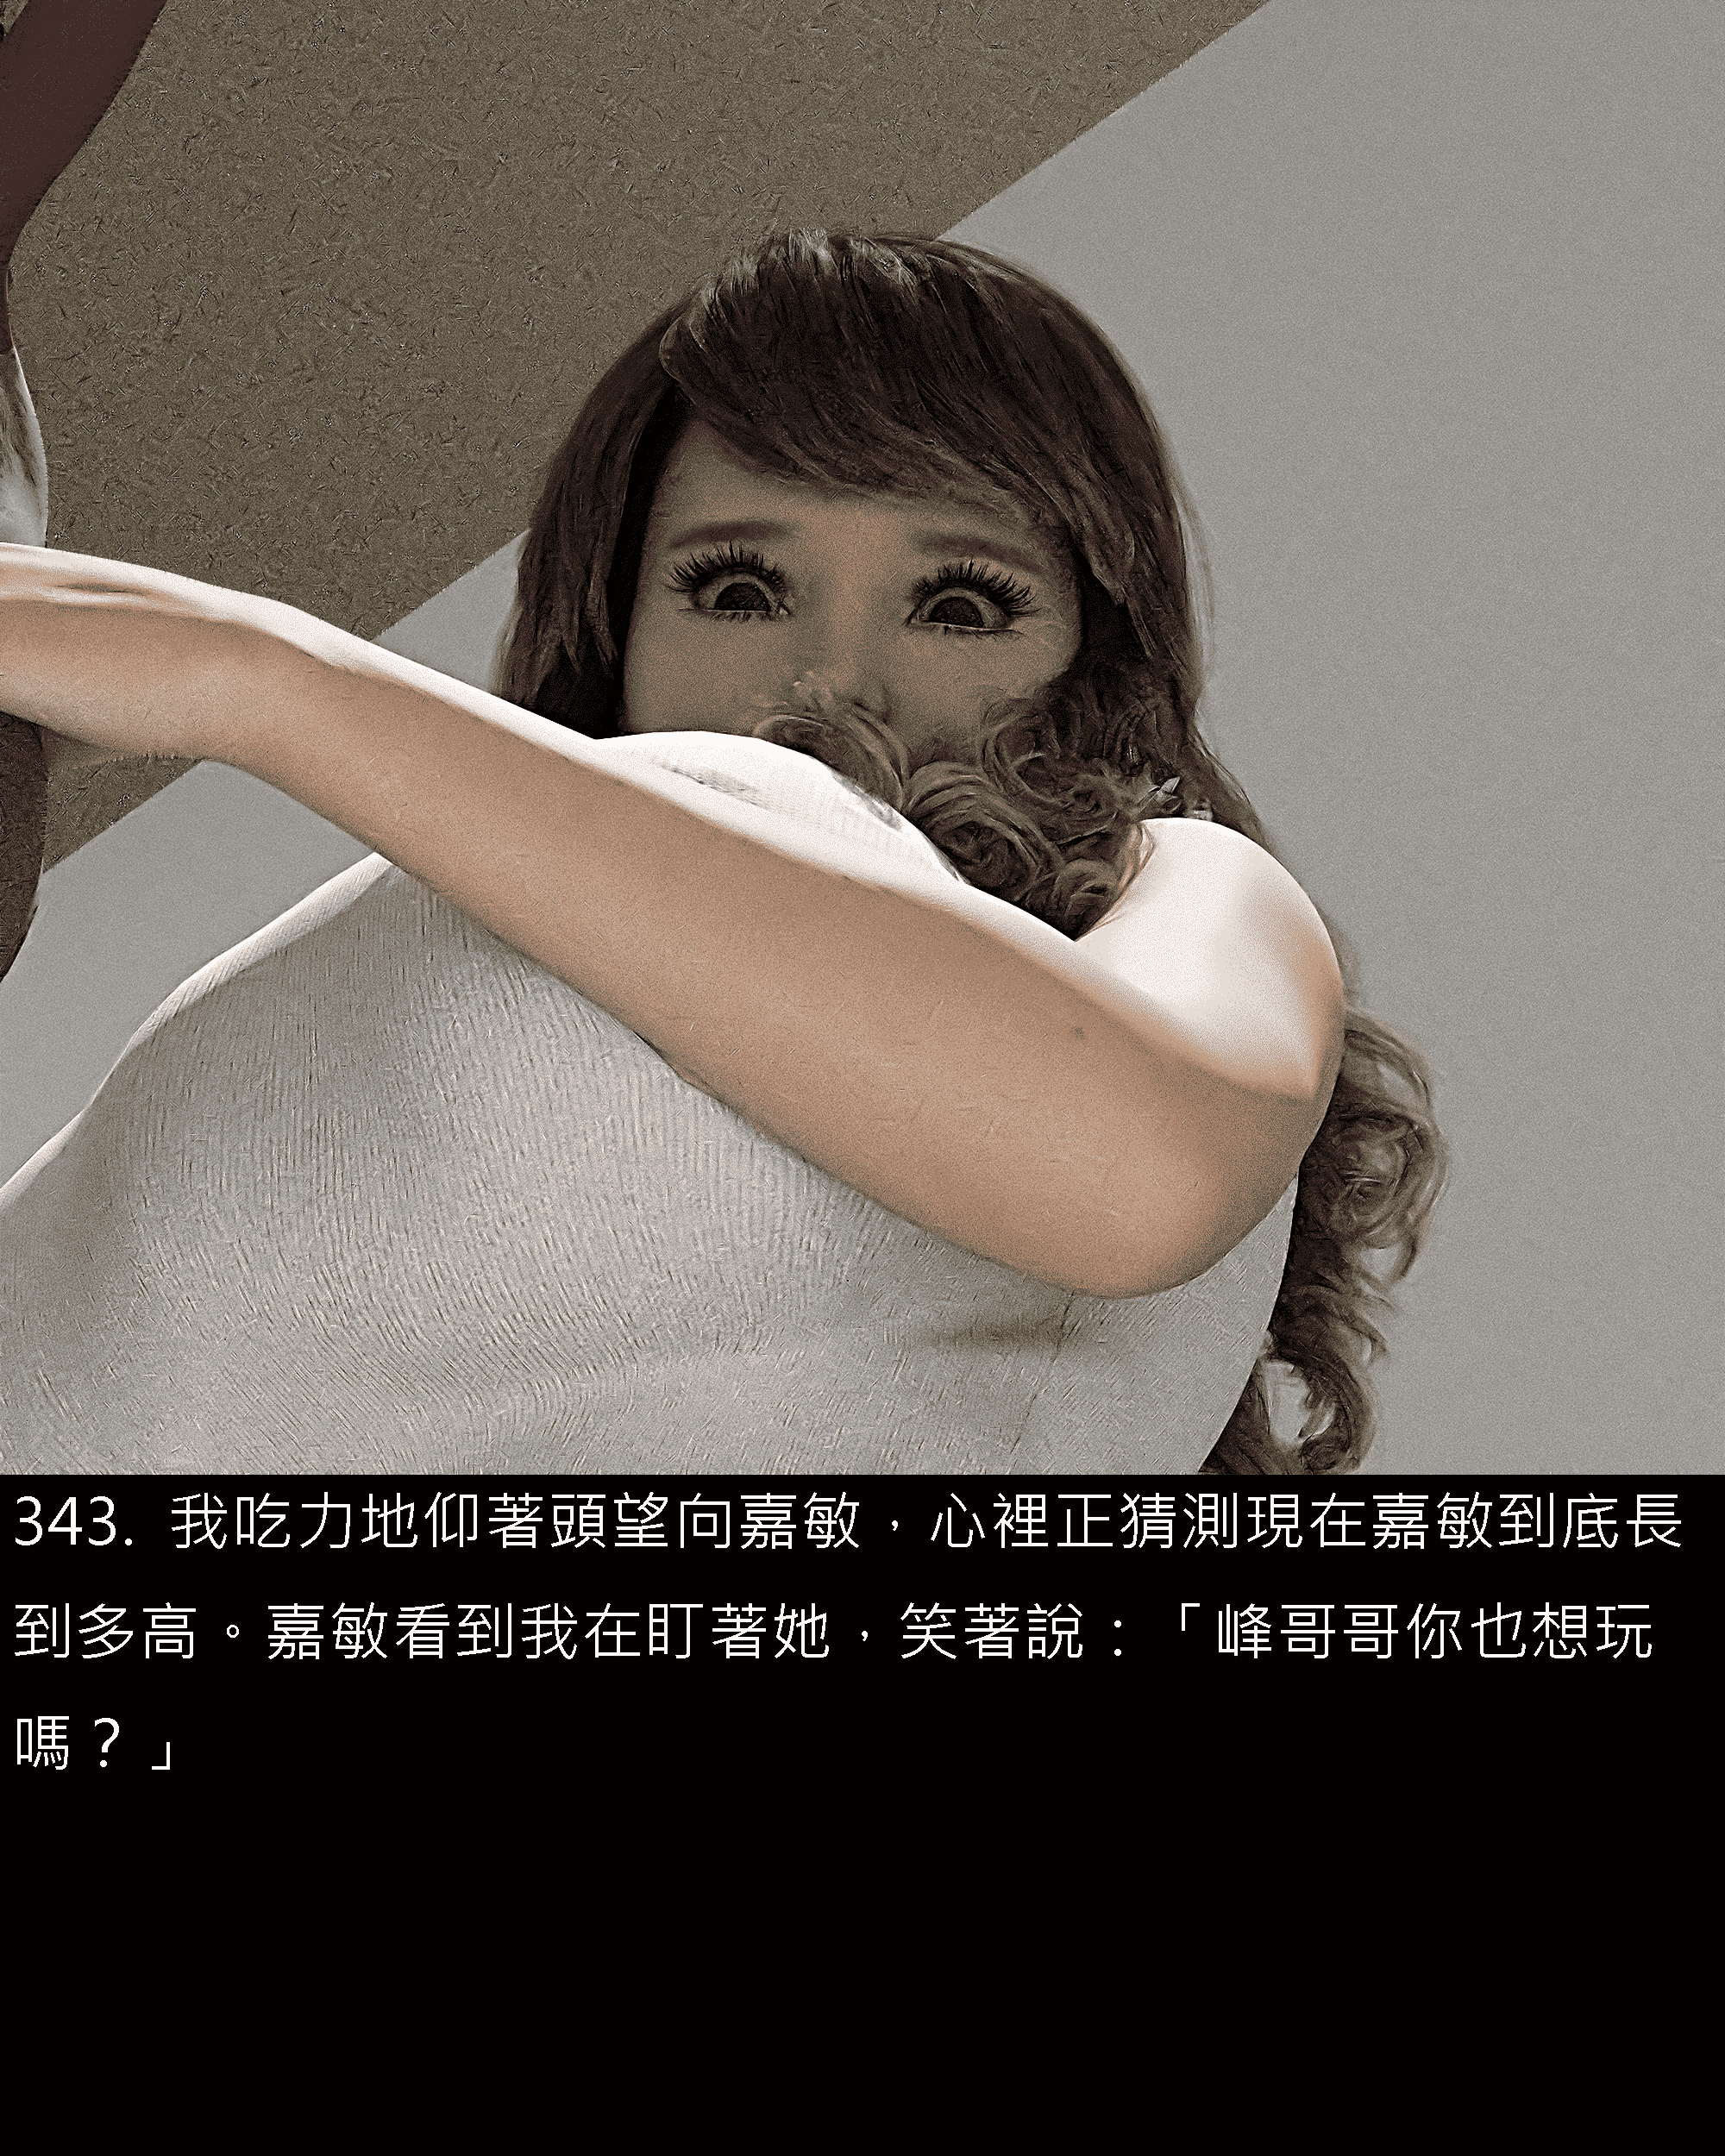 343. 我吃力地仰著頭望向嘉敏，心裡正猜測現在嘉敏到底長
到多高。嘉敏看到我在盯著她，笑著說：「峰哥哥你也想玩
嗎？」